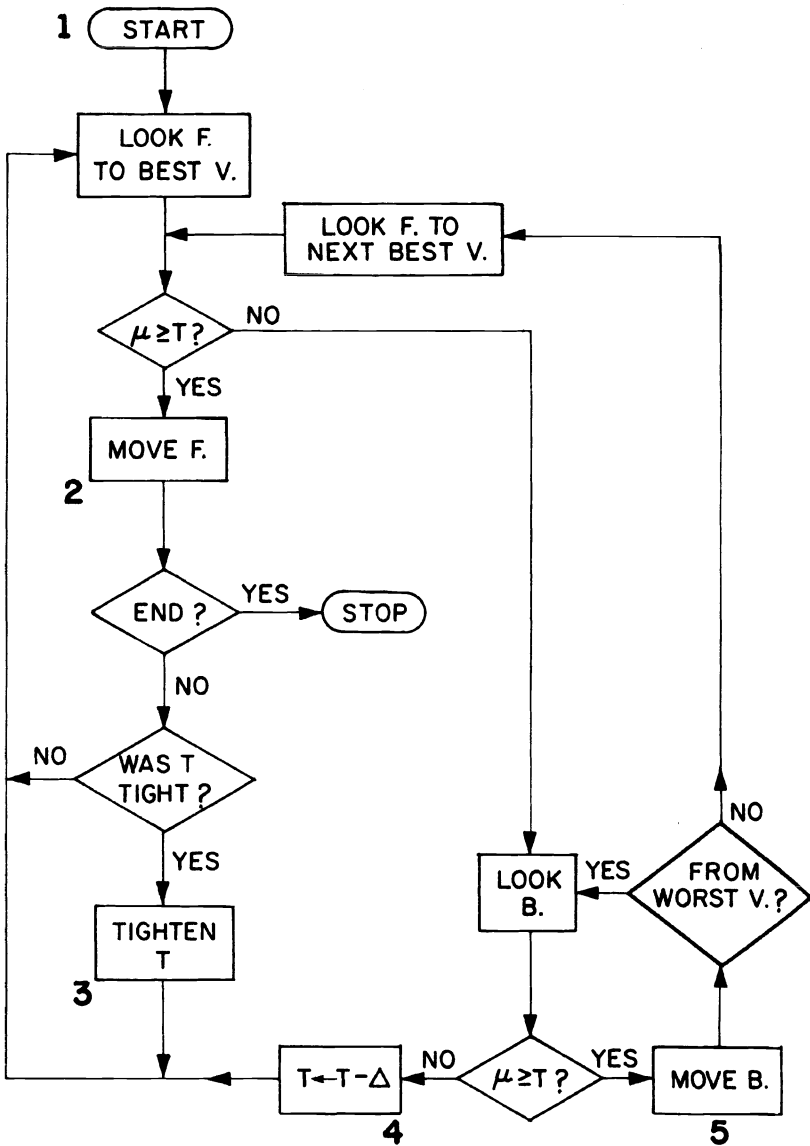 1
START
LOOK F.
TO BEST V.
LOOK F. TO
NEXT BEST V.
μ≥T?
NO
YES
MOVE F.
2
END?
YES
STOP
NO
WAS T
TIGHT?
NO
YES
TIGHTEN
T
3
LOOK
B.
YES
FROM
WORST V.?
NO
T←T-Δ
4
NO
μ≥T?
YES
MOVE B.
5